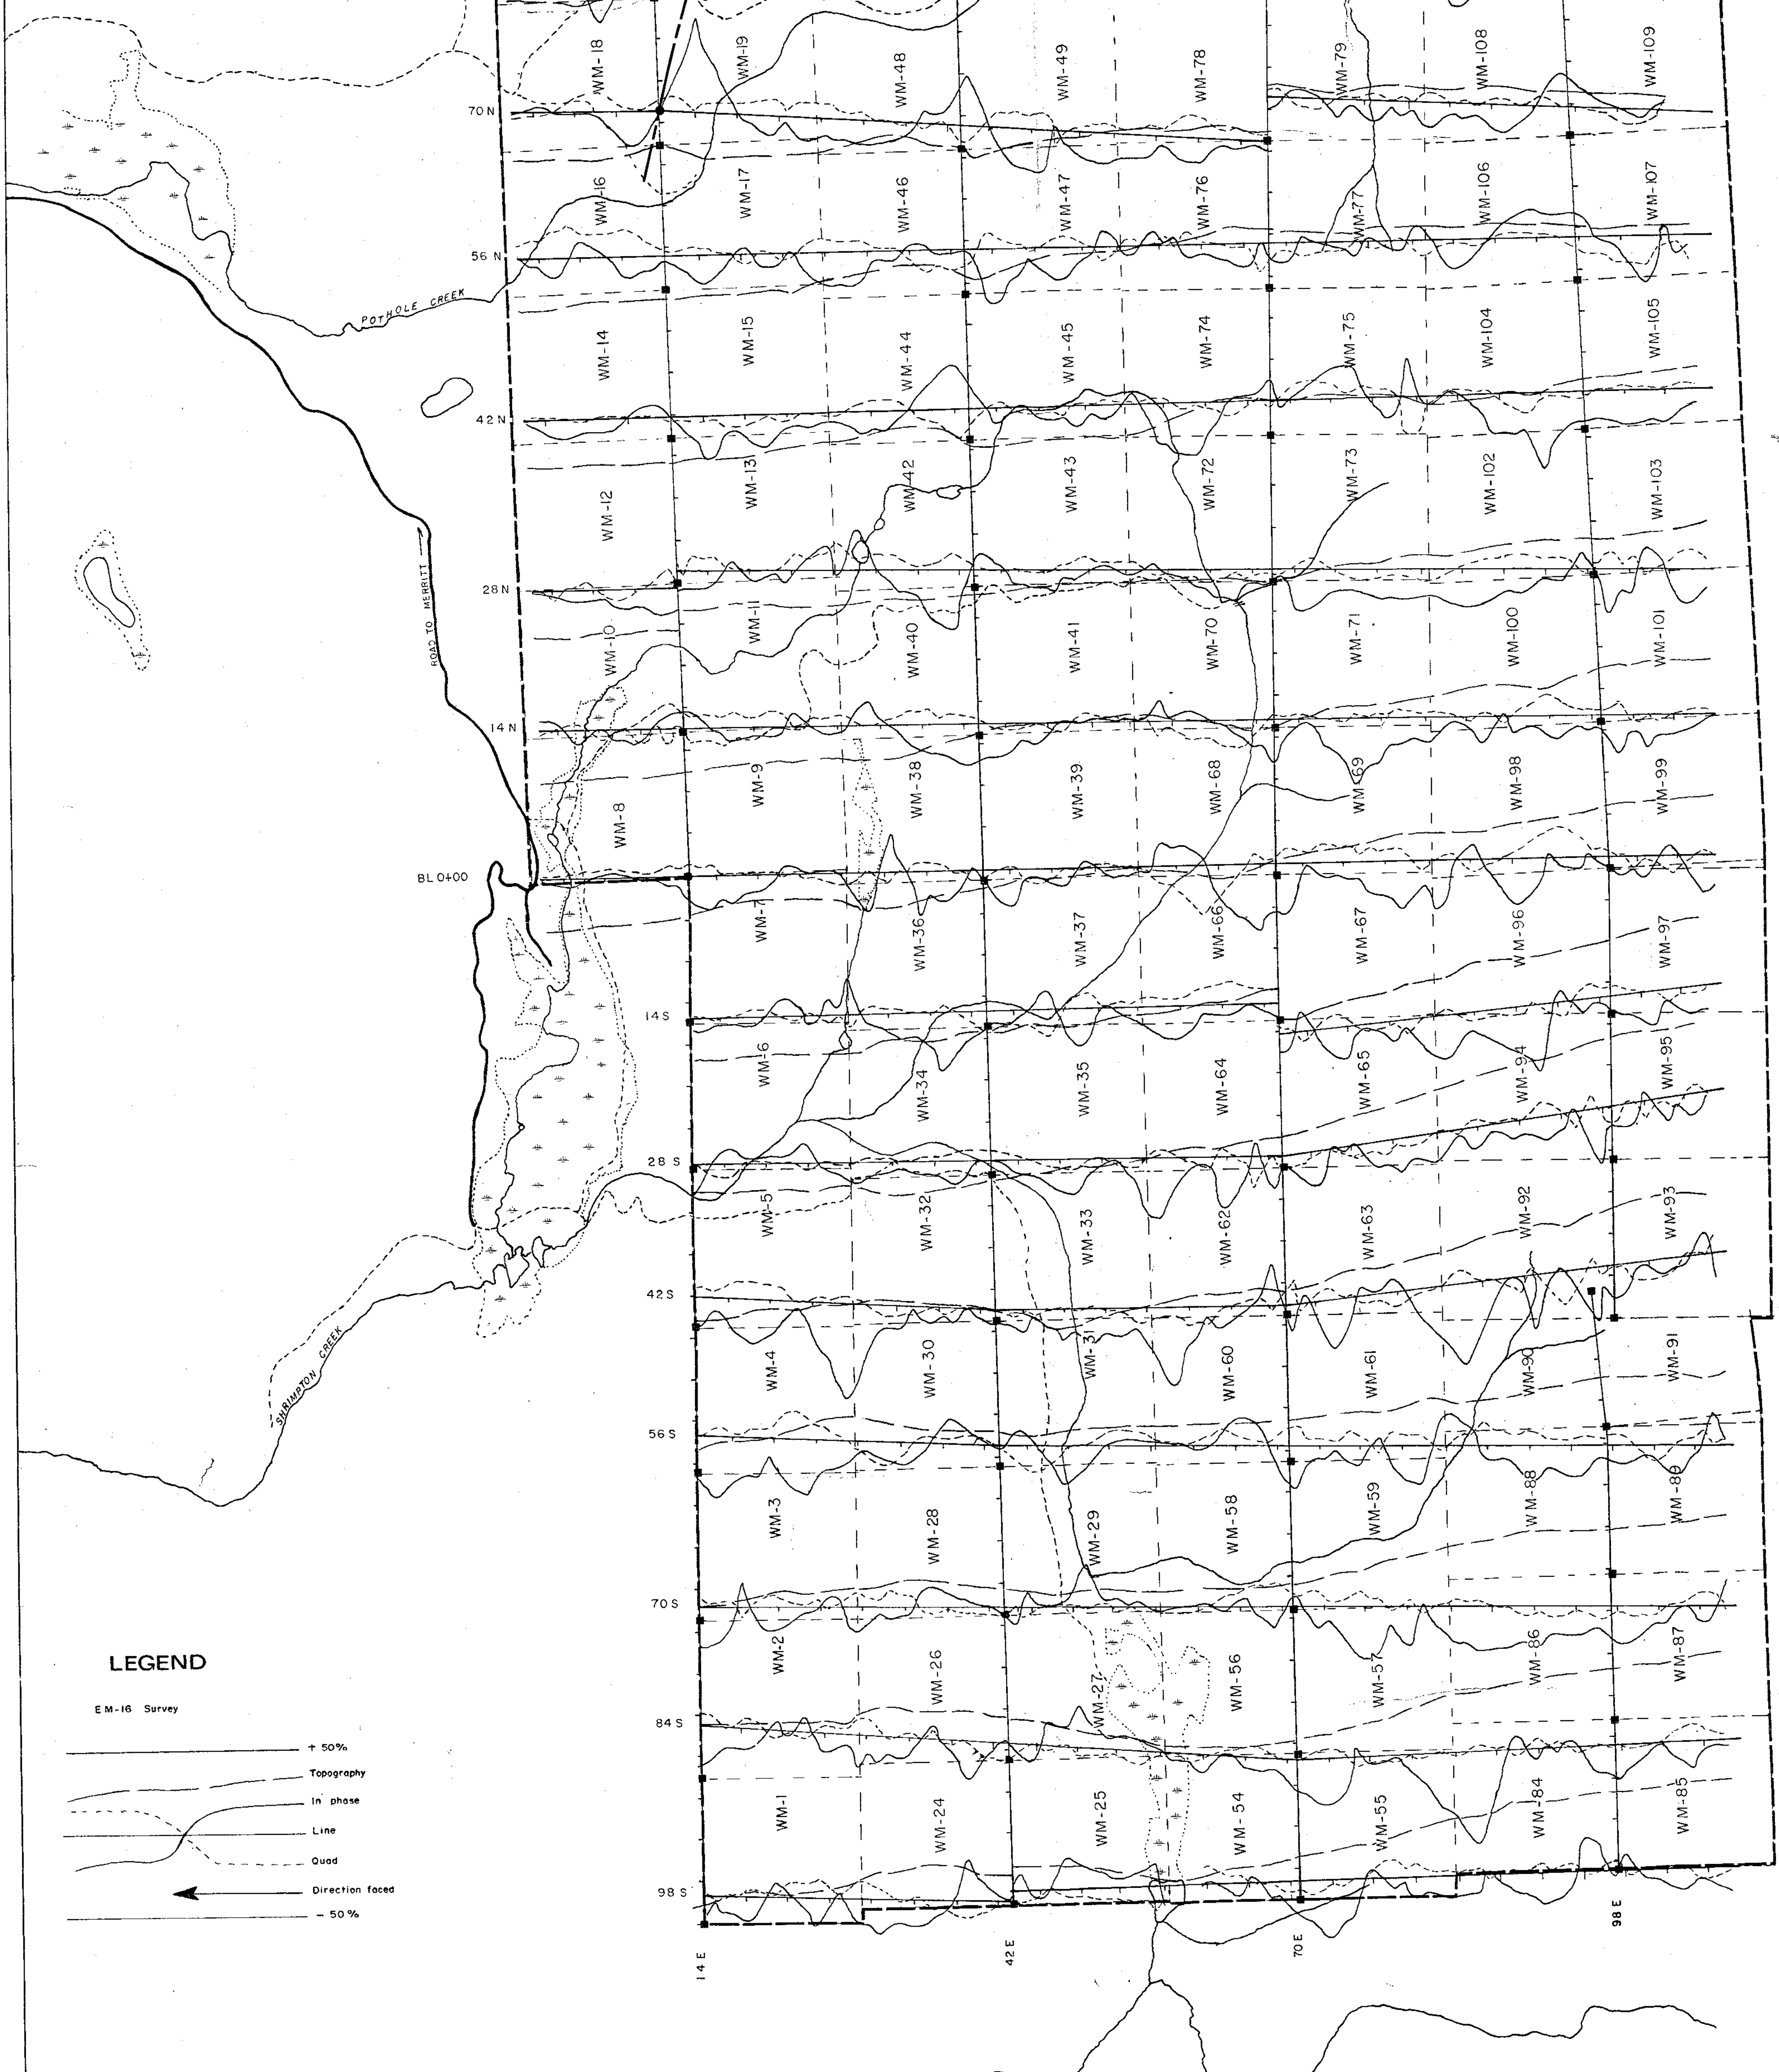 WM-18
WM-19
WM-48
WM-49
WM-78
WM-79
WM-108
WM-109
70 N
WM-16
WM-17
WM-46
WM-47
WM-76
WM-77
WM-106
WM-107
56 N
POTHOLE CREEK
WM-14
WM-15
WM-44
WM-45
WM-74
WM-75
WM-104
WM-105
42 N
WM-12
WM-13
WM-42
WM-43
WM-72
WM-73
WM-102
WM-103
28 N
ROAD TO MERRITT
WM-10
WM-11
WM-40
WM-41
WM-70
WM-71
WM-100
WM-101
14 N
WM-8
WM-9
WM-38
WM-39
WM-68
WM-69
WM-98
WM-99
BL 0+00
WM-7
WM-36
WM-37
WM-66
WM-67
WM-96
WM-97
14 S
WM-6
WM-34
WM-35
WM-64
WM-65
WM-94
WM-95
28 S
WM-5
WM-32
WM-33
WM-62
WM-63
WM-92
WM-93
42 S
SHRIMPTON CREEK
WM-4
WM-30
WM-31
WM-60
WM-61
WM-90
WM-91
56 S
WM-3
WM-28
WM-29
WM-58
WM-59
WM-88
WM-89
70 S
WM-2
WM-26
WM-27
WM-56
WM-57
WM-86
WM-87
84 S
WM-1
WM-24
WM-25
WM-54
WM-55
WM-84
WM-85
98 S
14 E
42 E
70 E
98 E
LEGEND
EM-16 Survey
+ 50%
Topography
In phase
Line
Quad
Direction faced
- 50%